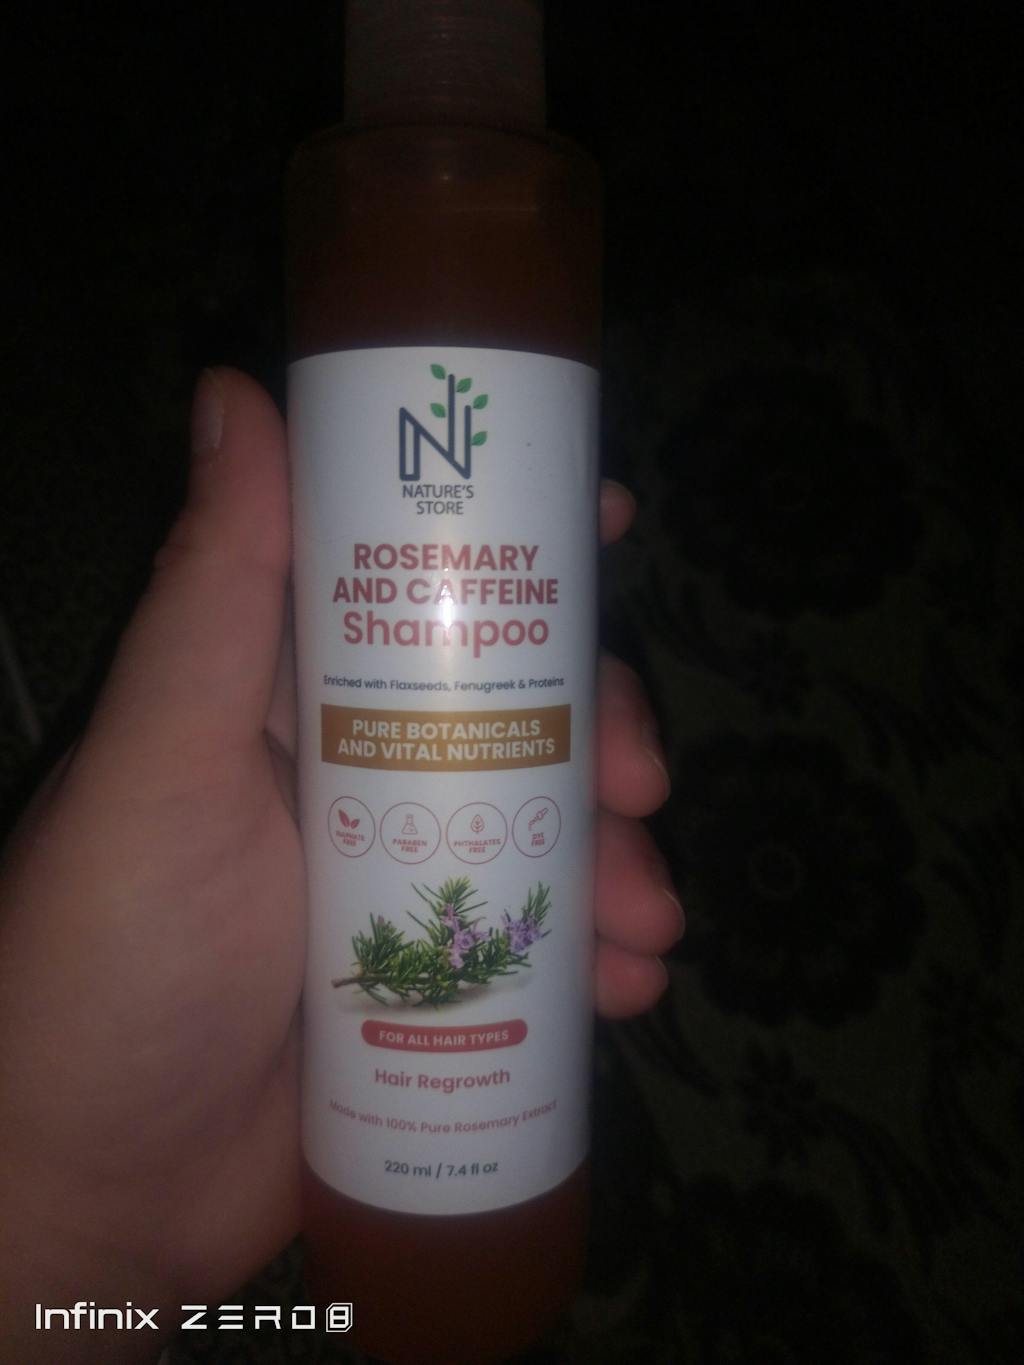 NATURE'S
STORE
ROSEMARY
AND CAFFEINE
Shampoo
Enriched with Flaxseeds, Fenugreek & Proteins
PURE BOTANICALS
AND VITAL NUTRIENTS
SULPHATE
FREE
PARABEN
FREE
PHTHALATES
FREE
DYE
FREE
FOR ALL HAIR TYPES
Hair Regrowth
Made with 100% Pure Rosemary Extract
220 ml / 7.4 fl oz
Infinix ZERO 8